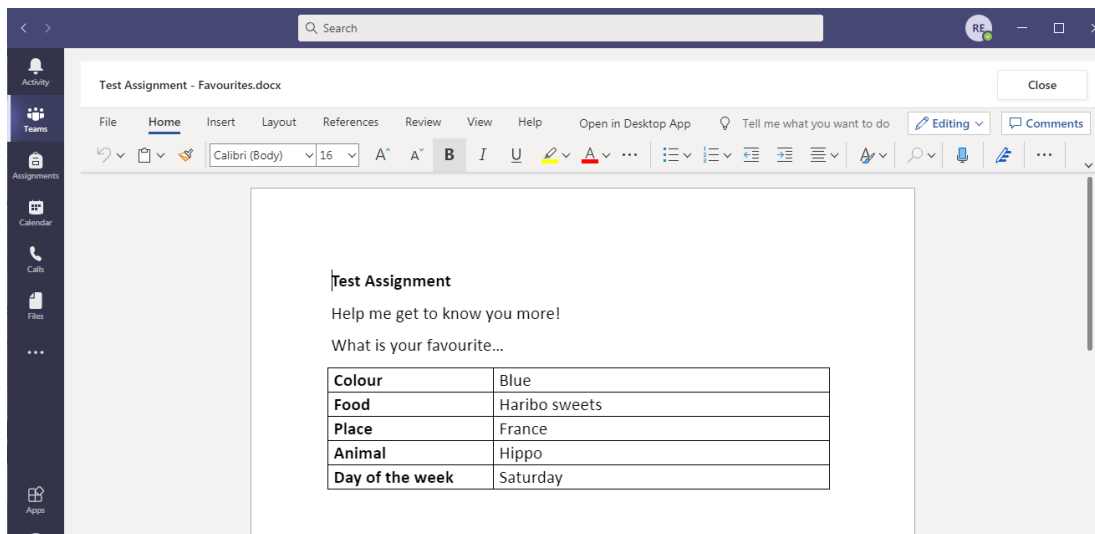 Search
RE
Activity
Test Assignment - Favourites.docx
Close
Teams
File Home Insert Layout References Review View Help Open in Desktop App Tell me what you want to do Editing Comments
Calibri (Body) 16 A A B I U A ...
Assignments
Calendar
Calls
Files
Apps
Test Assignment
Help me get to know you more!
What is your favourite...
Colour Blue
Food Haribo sweets
Place France
Animal Hippo
Day of the week Saturday